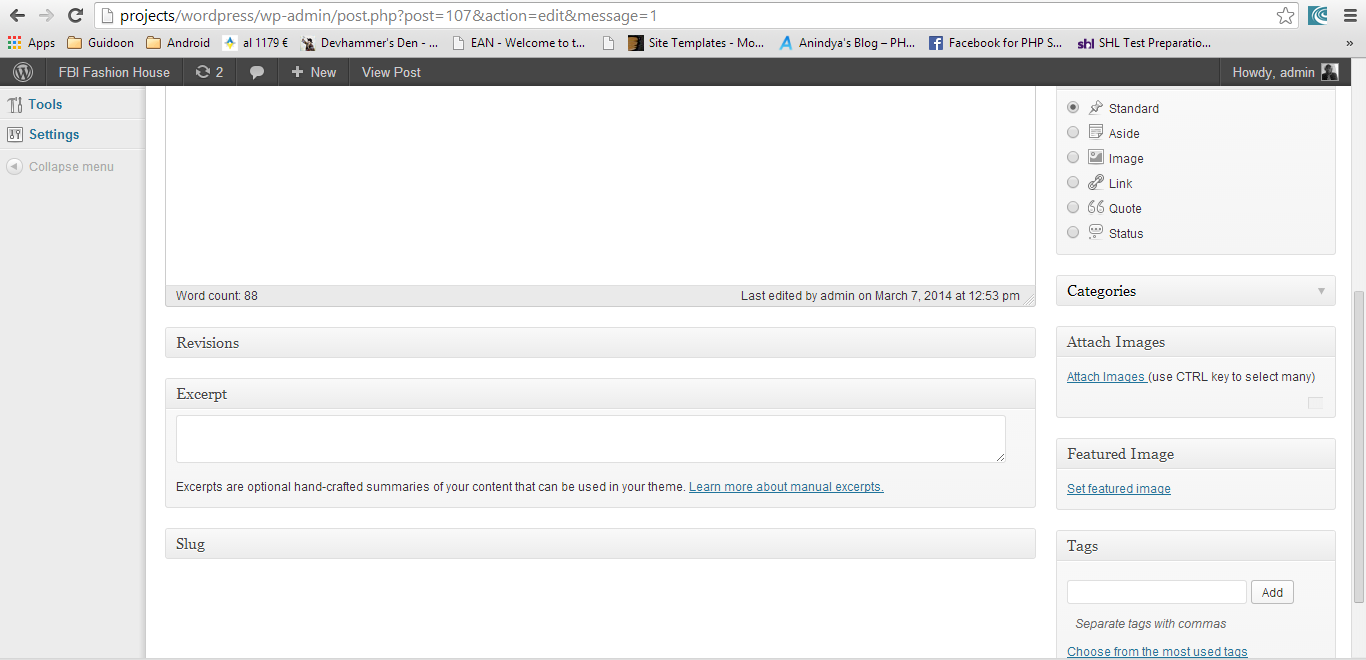 projects/wordpress/wp-admin/post.php?post=107&action=edit&message=1
Apps Guidoon Android al 1179 € Devhammer's Den - ... EAN - Welcome to t... Site Templates - Mo... Anindya's Blog – PH... Facebook for PHP S... shl SHL Test Preparatio... »
FBI Fashion House 2 New View Post Howdy, admin
Tools
Settings
Collapse menu
Word count: 88 Last edited by admin on March 7, 2014 at 12:53 pm
Revisions
Excerpt
Excerpts are optional hand-crafted summaries of your content that can be used in your theme. Learn more about manual excerpts.
Slug
Standard
Aside
Image
Link
Quote
Status
Categories
Attach Images
Attach Images (use CTRL key to select many)
Featured Image
Set featured image
Tags
Add
Separate tags with commas
Choose from the most used tags